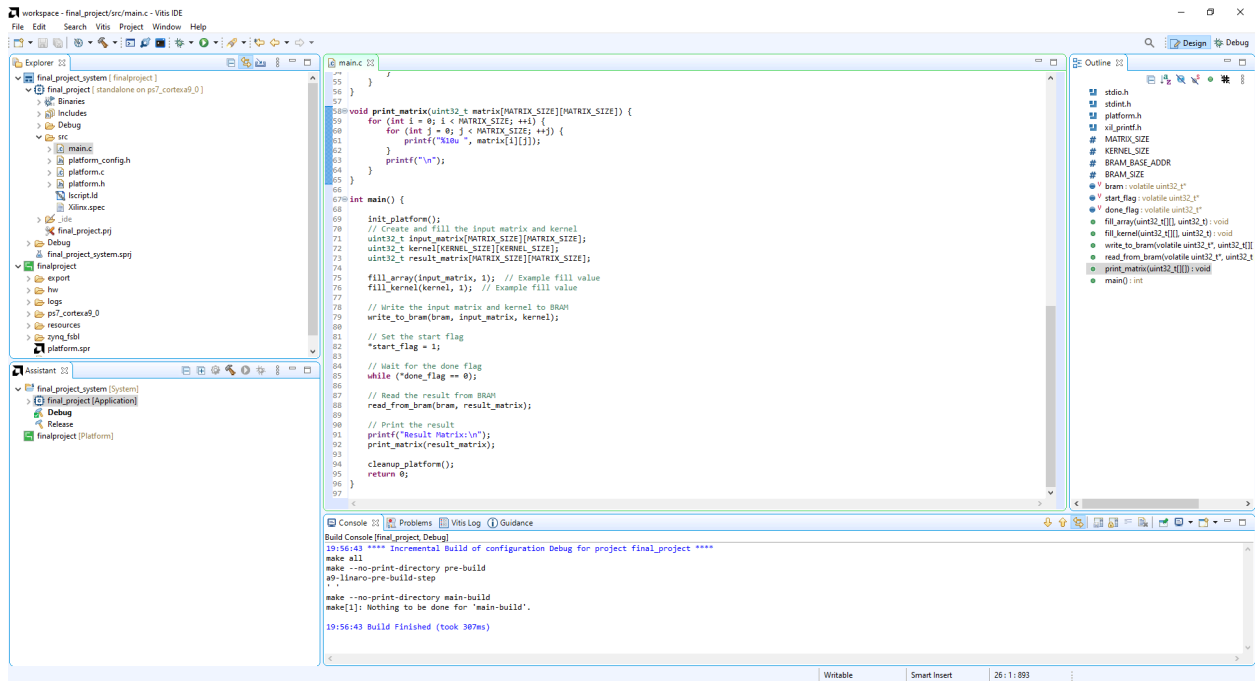 workspace - final_project/src/main.c - Vitis IDE
File Edit Search Vitis Project Window Help
Design Debug
Explorer
final_project_system [ finalproject ]
final_project [ standalone on ps7_cortexa9_0 ]
Binaries
Includes
Debug
src
main.c
platform_config.h
platform.c
platform.h
lscript.ld
Xilinx.spec
_ide
final_project.prj
Debug
final_project_system.sprj
finalproject
export
hw
logs
ps7_cortexa9_0
resources
zynq_fsbl
platform.spr
Assistant
final_project_system [System]
final_project [Application]
Debug
Release
finalproject [Platform]
main.c
54 }
55 }
56 }
57
58 void print_matrix(uint32_t matrix[MATRIX_SIZE][MATRIX_SIZE]) {
59 for (int i = 0; i < MATRIX_SIZE; ++i) {
60 for (int j = 0; j < MATRIX_SIZE; ++j) {
61 printf("%10u ", matrix[i][j]);
62 }
63 printf("\n");
64 }
65 }
66
67 int main() {
68
69 init_platform();
70 // Create and fill the input matrix and kernel
71 uint32_t input_matrix[MATRIX_SIZE][MATRIX_SIZE];
72 uint32_t kernel[KERNEL_SIZE][KERNEL_SIZE];
73 uint32_t result_matrix[MATRIX_SIZE][MATRIX_SIZE];
74
75 fill_array(input_matrix, 1); // Example fill value
76 fill_kernel(kernel, 1); // Example fill value
77
78 // Write the input matrix and kernel to BRAM
79 write_to_bram(bram, input_matrix, kernel);
80
81 // Set the start flag
82 *start_flag = 1;
83
84 // Wait for the done flag
85 while (*done_flag == 0);
86
87 // Read the result from BRAM
88 read_from_bram(bram, result_matrix);
89
90 // Print the result
91 printf("Result Matrix:\n");
92 print_matrix(result_matrix);
93
94 cleanup_platform();
95 return 0;
96 }
97
Outline
stdio.h
stdint.h
platform.h
xil_printf.h
MATRIX_SIZE
KERNEL_SIZE
BRAM_BASE_ADDR
BRAM_SIZE
bram : volatile uint32_t*
start_flag : volatile uint32_t*
done_flag : volatile uint32_t*
fill_array(uint32_t[][], uint32_t) : void
fill_kernel(uint32_t[][], uint32_t) : void
write_to_bram(volatile uint32_t*, uint32_t[][
read_from_bram(volatile uint32_t*, uint32_t
print_matrix(uint32_t[][]) : void
main() : int
Console Problems Vitis Log Guidance
Build Console [final_project, Debug]
19:56:43 **** Incremental Build of configuration Debug for project final_project ****
make all
make --no-print-directory pre-build
a9-linaro-pre-build-step
' '
make --no-print-directory main-build
make[1]: Nothing to be done for 'main-build'.
19:56:43 Build Finished (took 307ms)
Writable Smart Insert 26 : 1 : 893